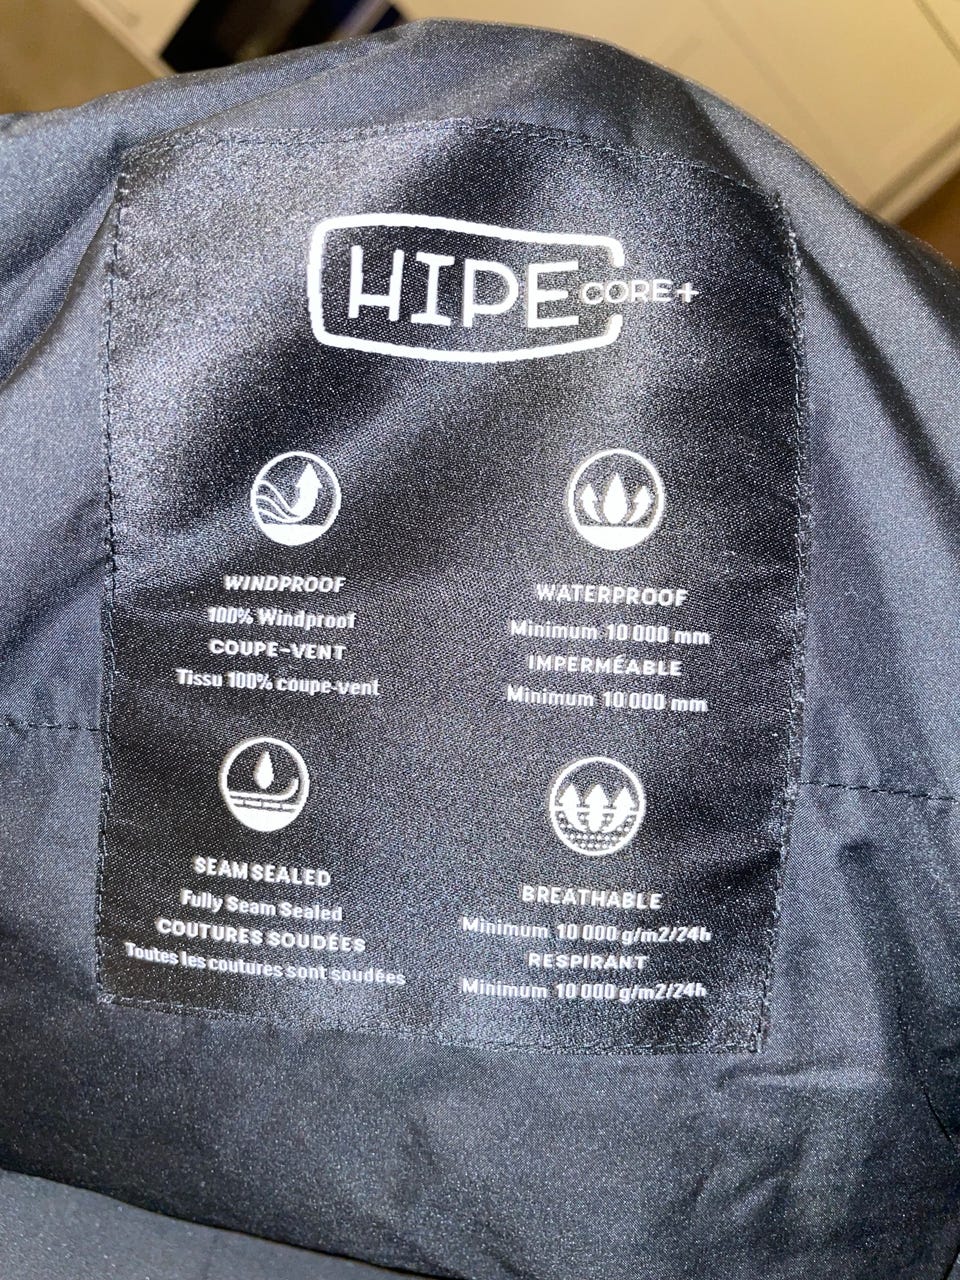 HIPE CORE+
WINDPROOF
100% Windproof
COUPE-VENT
Tissu 100% coupe-vent
WATERPROOF
Minimum 10 000 mm
IMPERMÉABLE
Minimum 10 000 mm
SEAM SEALED
Fully Seam Sealed
COUTURES SOUDÉES
Toutes les coutures sont soudées
BREATHABLE
Minimum 10 000 g/m2/24h
RESPIRANT
Minimum 10 000 g/m2/24h